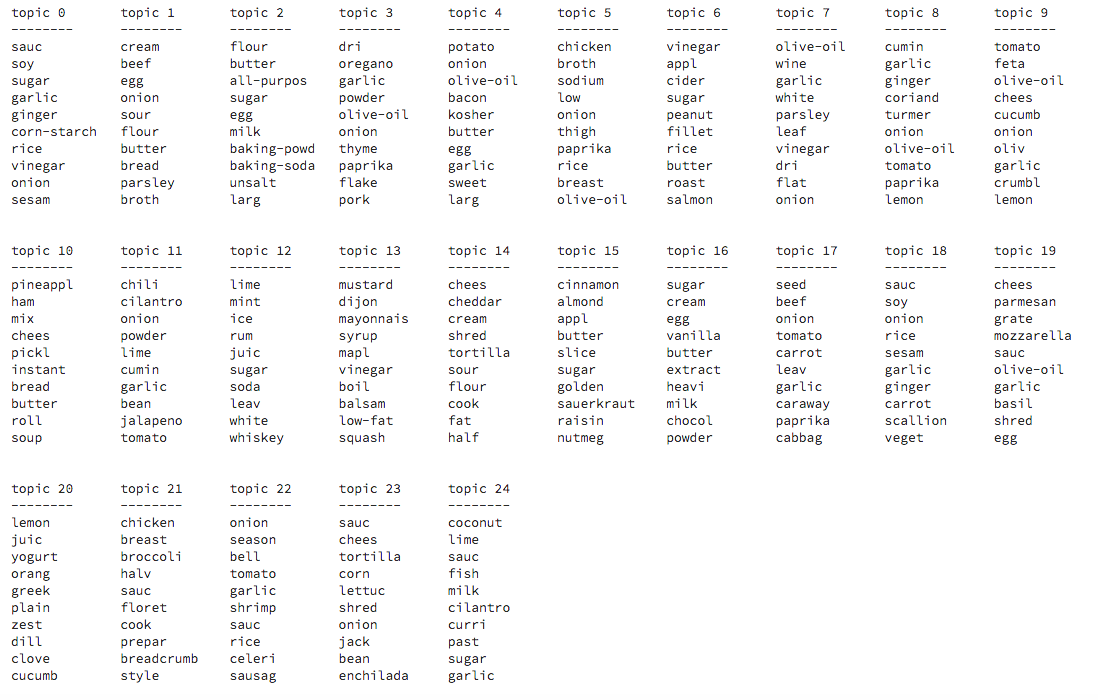 topic 0 topic 1 topic 2 topic 3 topic 4 topic 5 topic 6 topic 7 topic 8 topic 9
-------- -------- -------- -------- -------- -------- -------- -------- -------- --------
sauc cream flour dri potato chicken vinegar olive-oil cumin tomato
soy beef butter oregano onion broth appl wine garlic feta
sugar egg all-purpos garlic olive-oil sodium cider garlic ginger olive-oil
garlic onion sugar powder bacon low sugar white coriand chees
ginger sour egg olive-oil kosher onion peanut parsley turmer cucumb
corn-starch flour milk onion butter thigh fillet leaf onion onion
rice butter baking-powd thyme egg paprika rice vinegar olive-oil oliv
vinegar bread baking-soda paprika garlic rice butter dri tomato garlic
onion parsley unsalt flake sweet breast roast flat paprika crumbl
sesam broth larg pork larg olive-oil salmon onion lemon lemon
topic 10 topic 11 topic 12 topic 13 topic 14 topic 15 topic 16 topic 17 topic 18 topic 19
-------- -------- -------- -------- -------- -------- -------- -------- -------- --------
pineappl chili lime mustard chees cinnamon sugar seed sauc chees
ham cilantro mint dijon cheddar almond cream beef soy parmesan
mix onion ice mayonnais cream appl egg onion onion grate
chees powder rum syrup shred butter vanilla tomato rice mozzarella
pickl lime juic mapl tortilla slice butter carrot sesam sauc
instant cumin sugar vinegar sour sugar extract leav garlic olive-oil
bread garlic soda boil flour golden heavi garlic ginger garlic
butter bean leav balsam cook sauerkraut milk caraway carrot basil
roll jalapeno white low-fat fat raisin chocol paprika scallion shred
soup tomato whiskey squash half nutmeg powder cabbag veget egg
topic 20 topic 21 topic 22 topic 23 topic 24
-------- -------- -------- -------- --------
lemon chicken onion sauc coconut
juic breast season chees lime
yogurt broccoli bell tortilla sauc
orang halv tomato corn fish
greek sauc garlic lettuc milk
plain floret shrimp shred cilantro
zest cook sauc onion curri
dill prepar rice jack past
clove breadcrumb celeri bean sugar
cucumb style sausag enchilada garlic